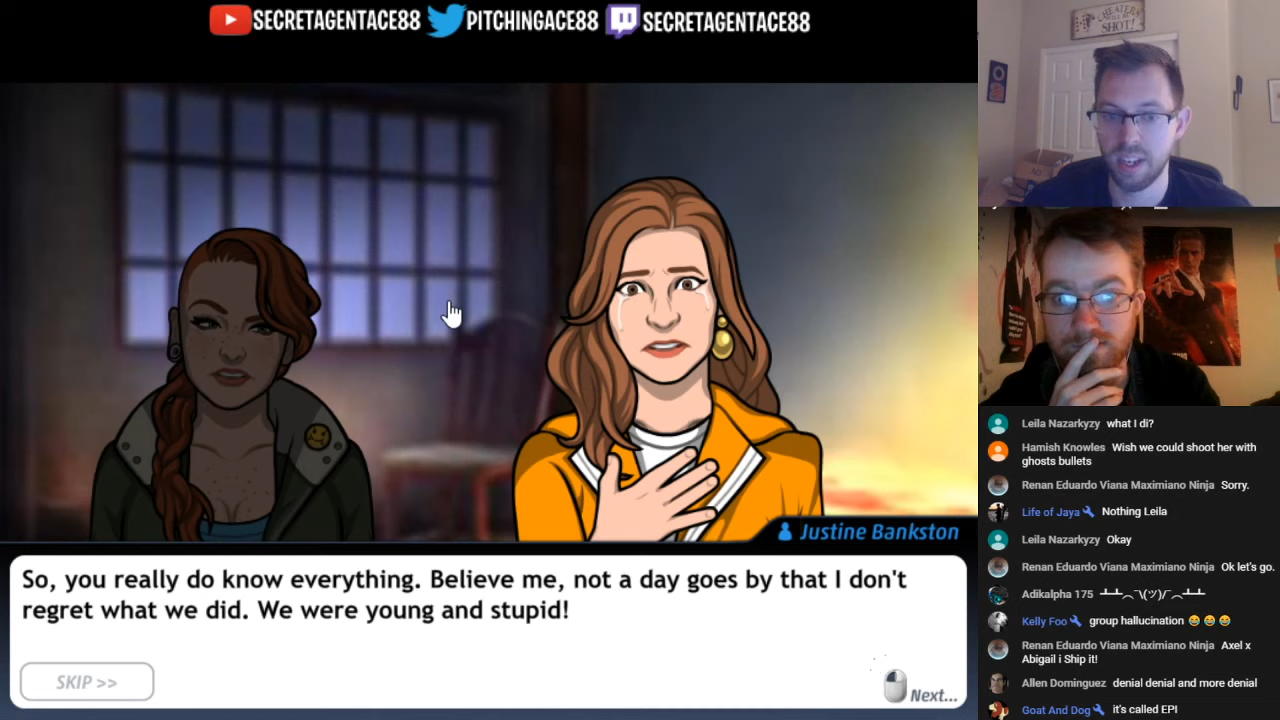 SECRETAGENTACE88 PITCHINGACE88 SECRETAGENTACE88
CHEATERS
SHOT!
Justine Bankston
So, you really do know everything. Believe me, not a day goes by that I don't
regret what we did. We were young and stupid!
SKIP >>
Next...
Leila Nazarkyzy what I di?
Hamish Knowles Wish we could shoot her with
ghosts bullets
Renan Eduardo Viana Maximiano Ninja Sorry.
Life of Jaya Nothing Leila
Leila Nazarkyzy Okay
Renan Eduardo Viana Maximiano Ninja Ok let's go.
Adikalpha 175 ┻┻︵¯\(ツ)/¯︵┻┻
Kelly Foo group hallucination 😂 😂 😂
Renan Eduardo Viana Maximiano Ninja Axel x
Abigail i Ship it!
Allen Dominguez denial denial and more denial
Goat And Dog it's called EPI